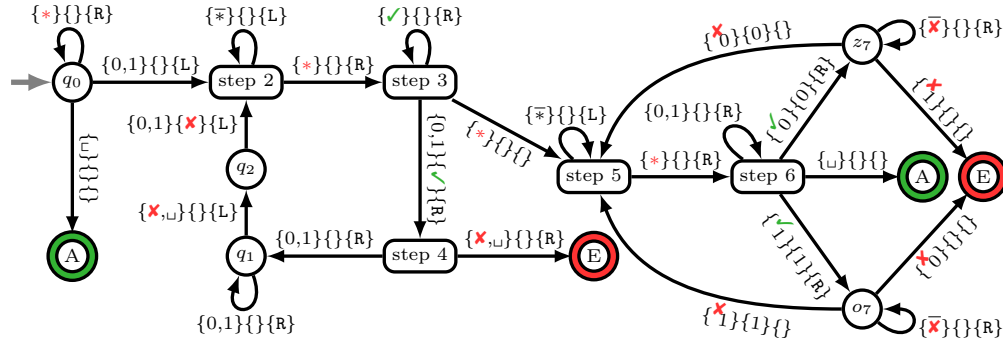 {*}{}{R}
{*̅}{}{L}
{✓}{}{R}
{✘0}{0}{}
z₇
{✘̅}{}{R}
q₀
{0,1}{}{L}
step 2
{*}{}{R}
step 3
{✘1}{}{}
{0,1}{✘}{L}
{*}{}{}
{*̅}{}{L}
{0,1}{}{R}
{✓0}{0}{R}
{␣}{}{}
q₂
{0,1}{✓}{R}
step 5
{*}{}{R}
step 6
{␣}{}{}
A
E
{✘,␣}{}{L}
{✓1}{1}{R}
{✘0}{}{}
A
q₁
{0,1}{}{R}
step 4
{✘,␣}{}{R}
E
{✘1}{1}{}
o₇
{✘̅}{}{R}
{0,1}{}{R}